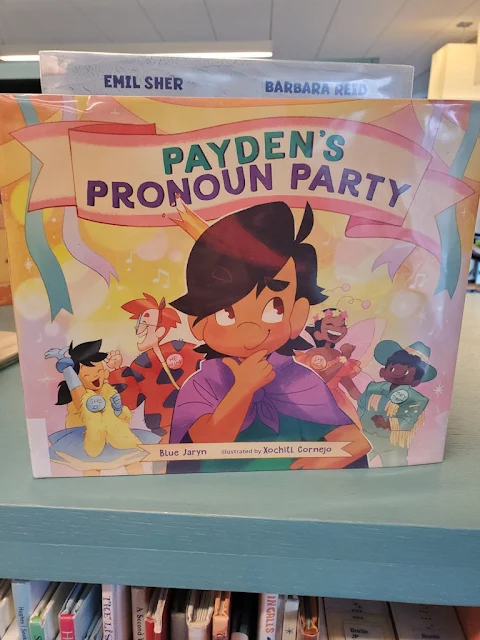 EMIL SHER
BARBARA REID
PAYDEN'S
PRONOUN PARTY
Blue Jaryn
illustrated by Xochitl Cornejo